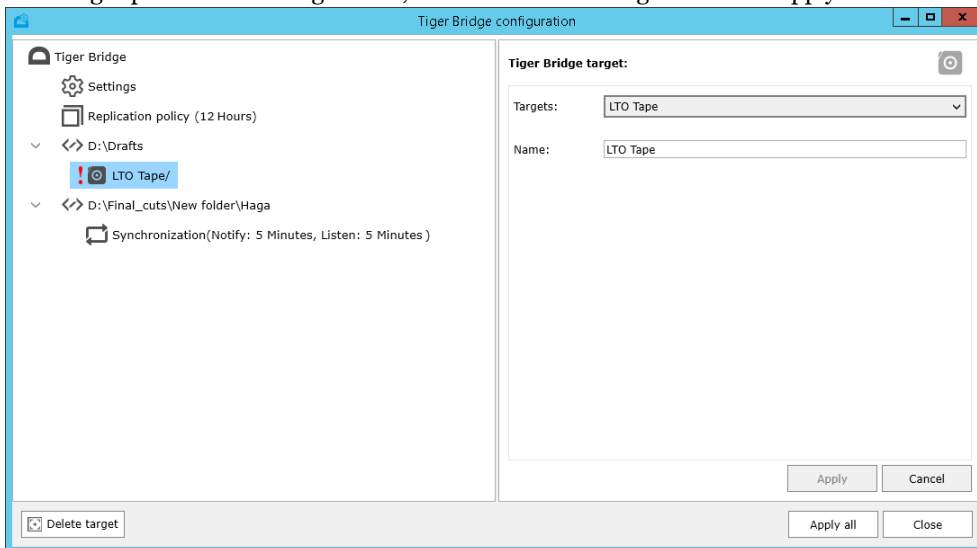 Tiger Bridge configuration
Tiger Bridge
Settings
Replication policy (12 Hours)
D:\Drafts
! LTO Tape/
D:\Final_cuts\New folder\Haga
Synchronization(Notify: 5 Minutes, Listen: 5 Minutes )
Tiger Bridge target:
Targets: LTO Tape
Name: LTO Tape
Apply Cancel
Delete target
Apply all Close